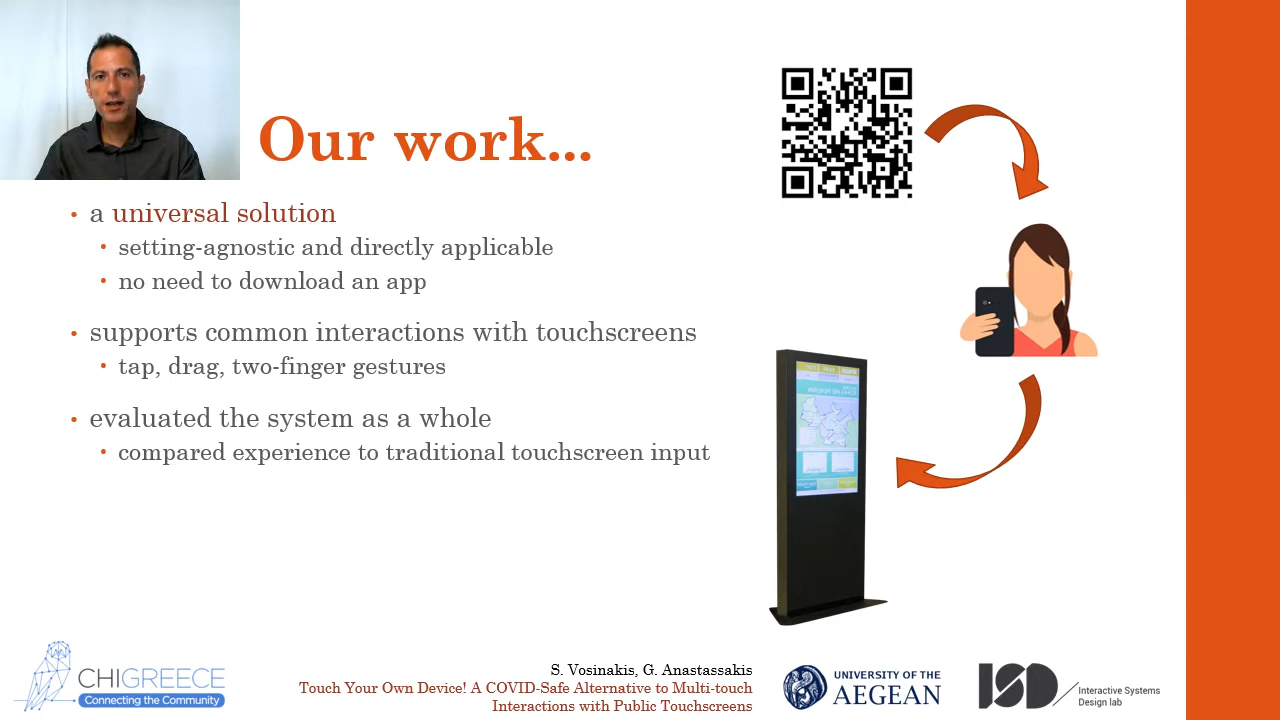 Our work...
• a universal solution
• setting-agnostic and directly applicable
• no need to download an app
• supports common interactions with touchscreens
• tap, drag, two-finger gestures
• evaluated the system as a whole
• compared experience to traditional touchscreen input
CHIGREECE
Connecting the Community
S. Vosinakis, G. Anastassakis
Touch Your Own Device! A COVID-Safe Alternative to Multi-touch
Interactions with Public Touchscreens
UNIVERSITY OF THE
AEGEAN
ISD
Interactive Systems
Design lab